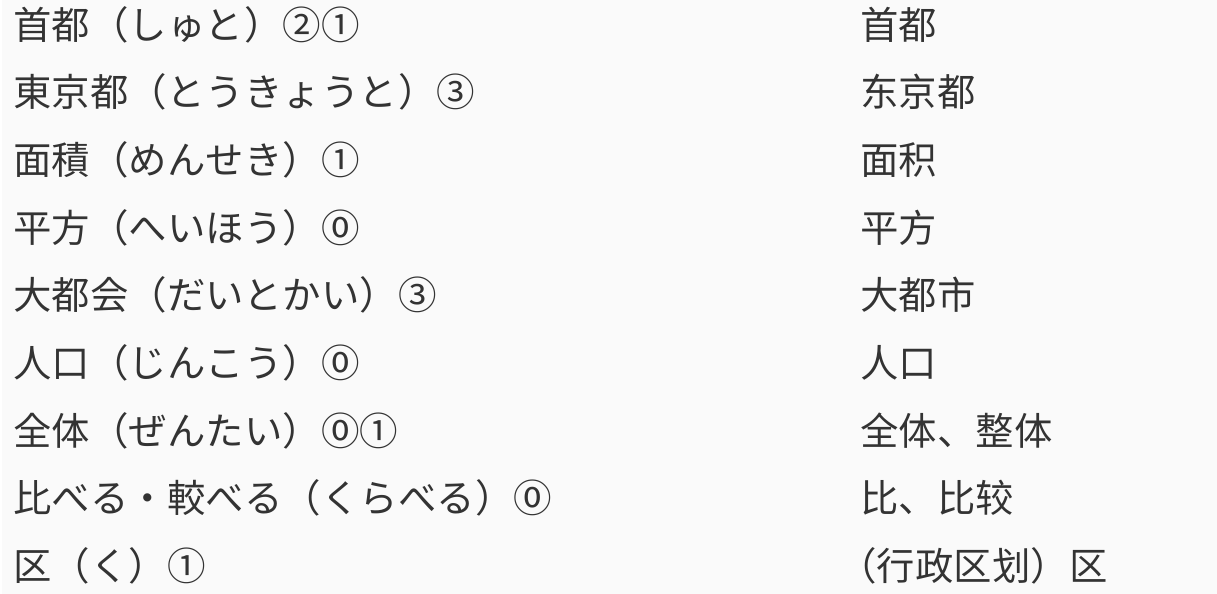 首都（しゅと）②① 首都
東京都（とうきょうと）③ 东京都
面積（めんせき）① 面积
平方（へいほう）⓪ 平方
大都会（だいとかい）③ 大都市
人口（じんこう）⓪ 人口
全体（ぜんたい）⓪① 全体、整体
比べる・較べる（くらべる）⓪ 比、比较
区（く）① （行政区划）区